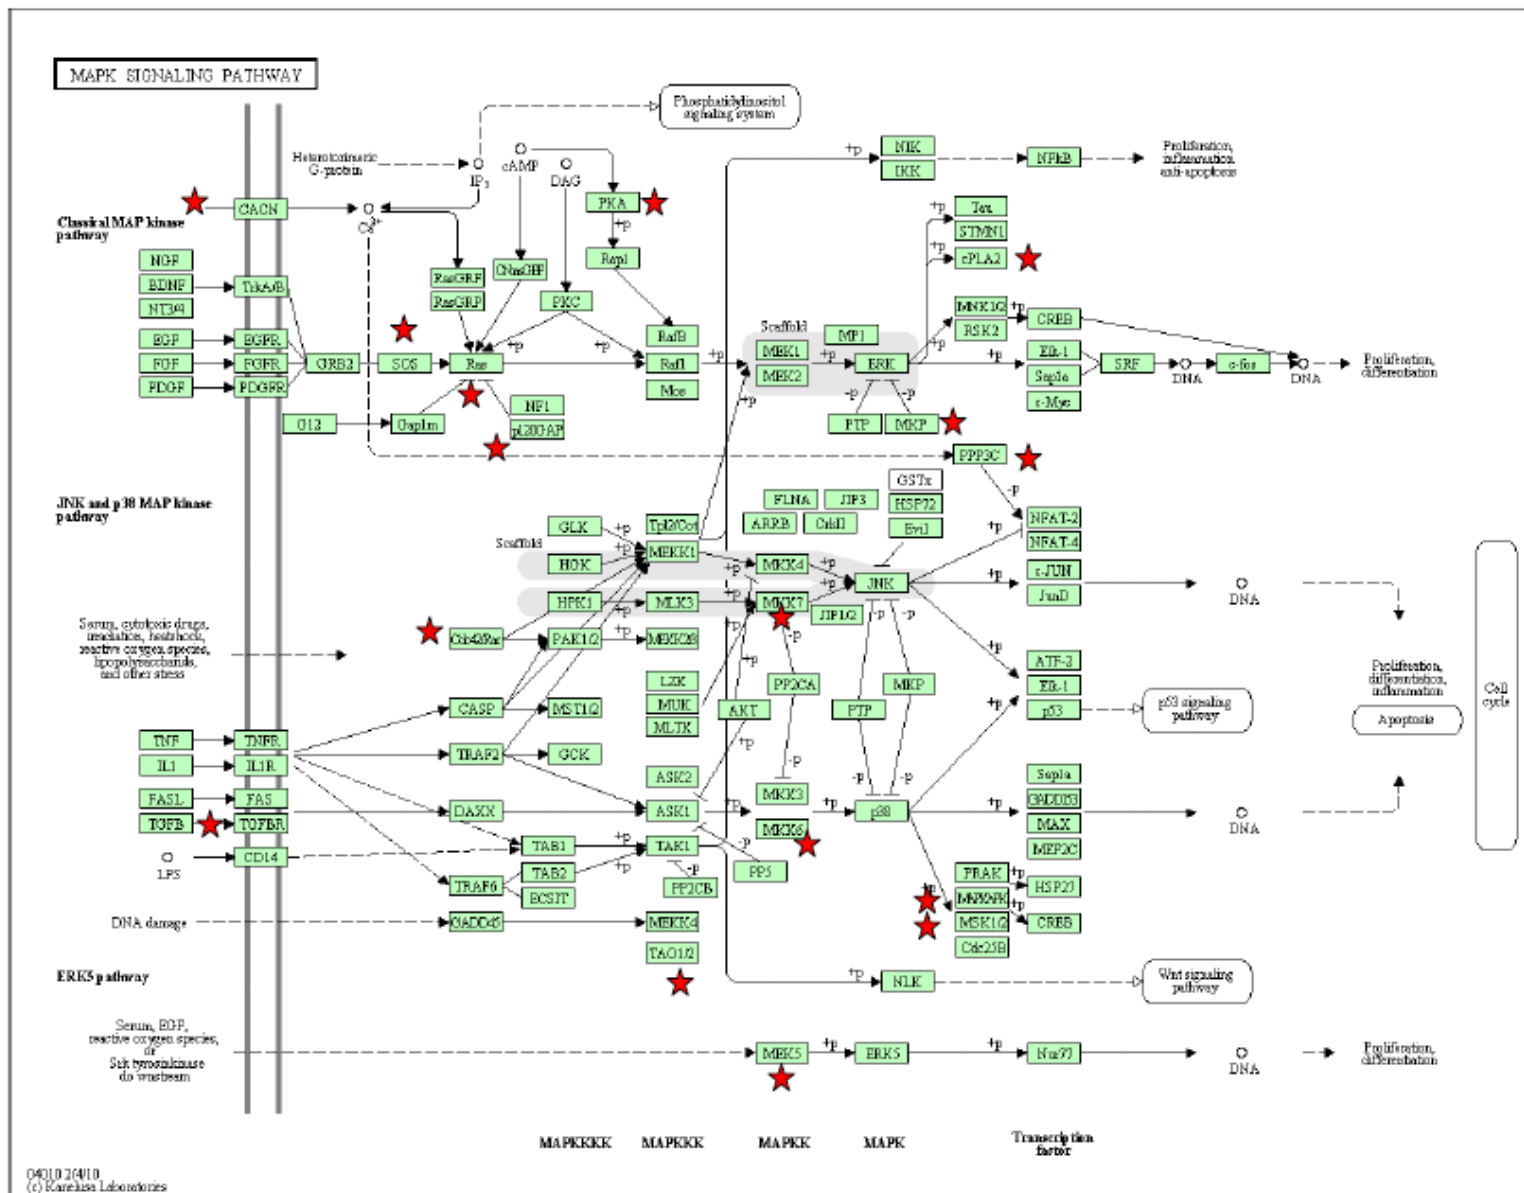 MAPK SIGNALING PATHWAY
Phosphatidylinositol
signaling system
Heterotrimeric
G-protein
IP3
cAMP
DAG
+p
NIK
IKK
NFkB
Proliferation,
inflammation,
anti-apoptosis
CACN
Ca2+
PKA
+p
Rap1
Classical MAP kinase
pathway
+p
Tau
STMN1
+p
cPLA2
NGF
BDNF
NT3/4
TrkA/B
RasGRF
RasGRP
CNasGEF
PKC
MNK1/2
RSK2
+p
CREB
EGF
FGF
PDGF
EGFR
FGFR
PDGFR
GRB2
SOS
Ras
+p
+p
RafB
Raf1
Mos
+p
Scaffold
MEK1
MEK2
+p
MP1
ERK
+p
+p
Elk-1
Sap1a
c-Myc
SRF
DNA
c-fos
DNA
Proliferation,
differentiation
G12
Gap1m
NF1
p120GAP
+p
-p
-p
PTP
MKP
PPP3C
-p
JNK and p38 MAP kinase
pathway
Scaffold
GLK
HGK
HPK1
+p
+p
+p
Tpl2/Cot
MEKK1
MLK3
FLNA
JIP3
ARRB
CrkII
GSTx
HSP72
Evi1
NFAT-2
NFAT-4
+p
+p
+p
+p
MKK4
MKK7
+p
+p
JNK
JIP1/2
+p
+p
c-JUN
JunD
DNA
Serum, cytotoxic drugs,
irradiation, heatshock,
reactive oxygen species,
lipopolysaccharide,
and other stress
Cdc42/Rac
PAK1/2
+p
MEKK2/3
+p
-p
-p
-p
LZK
MUK
MLTK
AKT
PP2CA
PTP
MKP
+p
ATF-2
Elk-1
p53
p53 signaling
pathway
Proliferation,
differentiation,
inflammation
Apoptosis
Cell
cycle
CASP
MST1/2
TRAF2
GCK
TNF
IL1
FASL
TGFB
TNFR
IL1R
FAS
TGFBR
+p
-p
-p
-p
ASK2
ASK1
+p
MKK3
MKK6
+p
p38
+p
Sap1a
GADD153
MAX
MEF2C
DNA
DAXX
LPS
CD14
TAB1
TAB2
ECSIT
TRAF6
+p
+p
TAK1
-p
PP2CB
-p
PP5
+p
PRAK
MAPKAPK
MSK1/2
Cdc25B
+p
+p
HSP27
CREB
DNA damage
GADD45
MEKK4
TAO1/2
ERK5 pathway
+p
NLK
Wnt signaling
pathway
Serum, EGF,
reactive oxygen species,
or
Src tyrosinkinase
downstream
MEK5
+p
ERK5
+p
Nur77
DNA
Proliferation,
differentiation
MAPKKKK
MAPKKK
MAPKK
MAPK
Transcription
factor
04010 2/4/10
(c) Kanehisa Laboratories